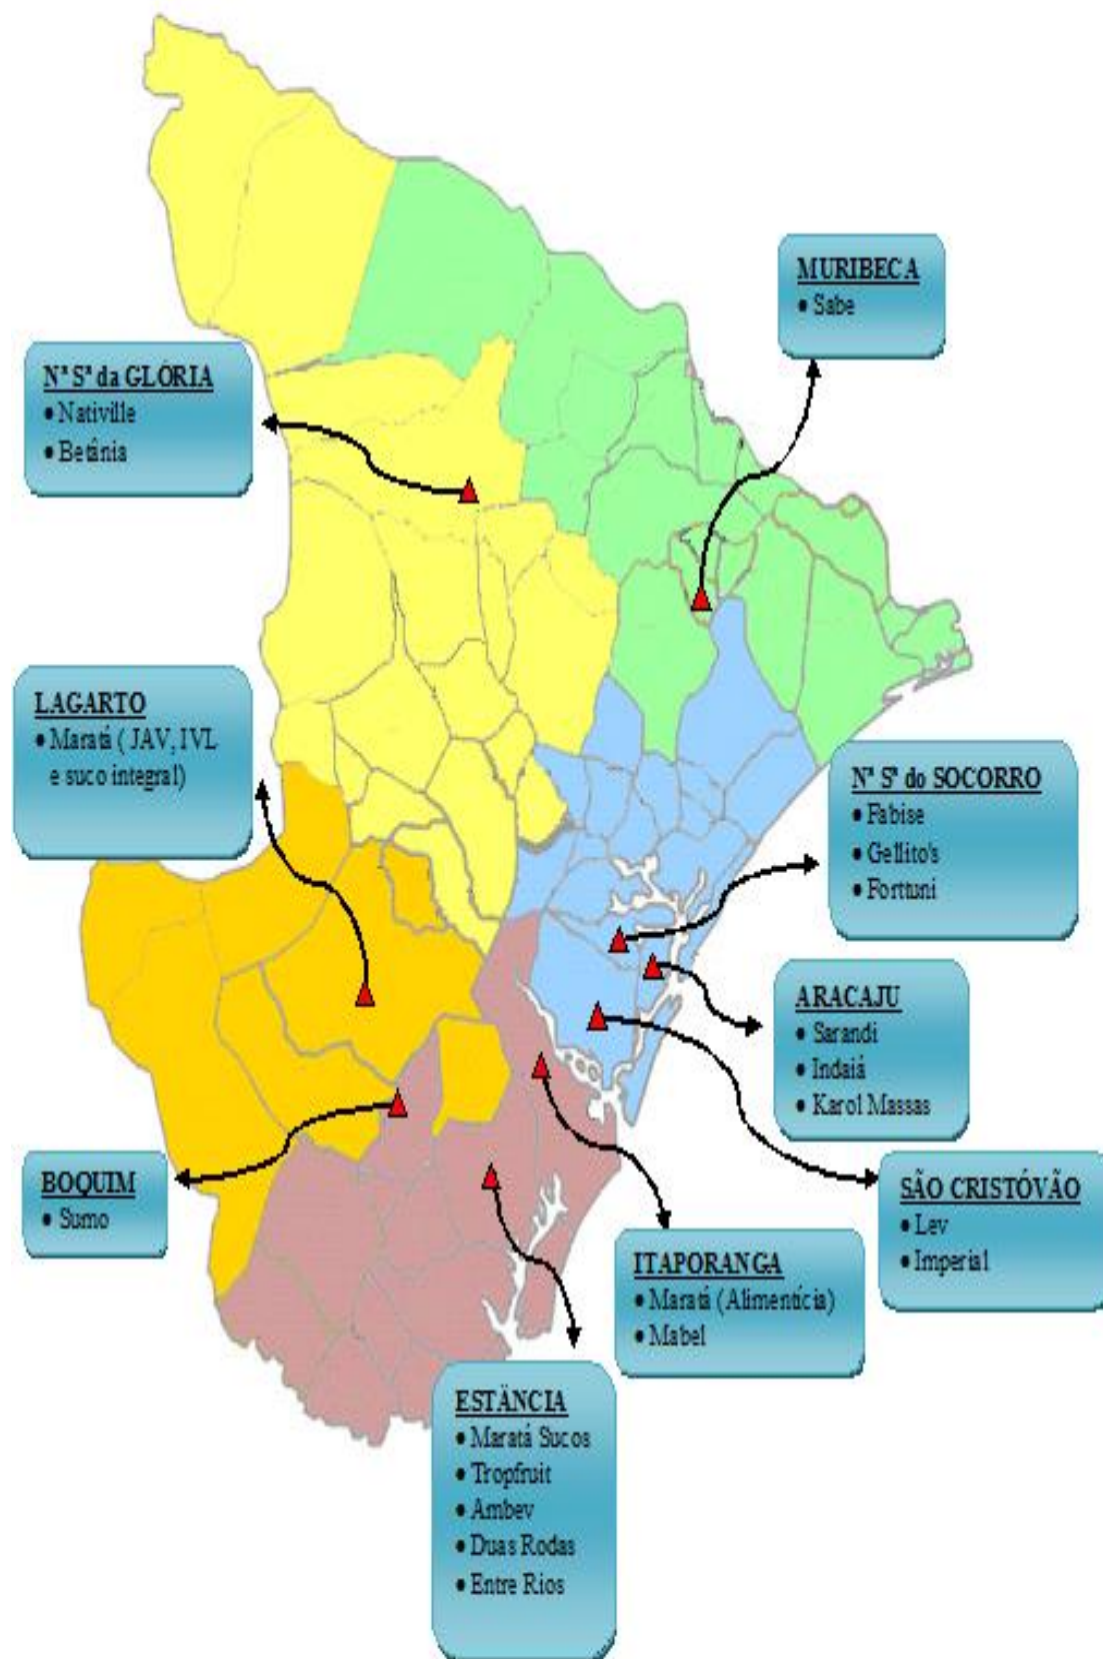 MURIBECA
• Sabe
Nª Sª da GLÓRIA
• Nativille
• Betânia
LAGARTO
• Maratá ( JAV, IVL
e suco integral)
Nª Sª do SOCORRO
• Fabise
• Gellito's
• Forttuni
ARACAJU
• Sarandi
• Indaiá
• Karol Massas
BOQUIM
• Sumo
SÃO CRISTÓVÃO
• Lev
• Imperial
ITAPORANGA
• Maratá (Alimentícia)
• Mabel
ESTÂNCIA
• Maratá Sucos
• Tropfruit
• Ambev
• Duas Rodas
• Entre Rios